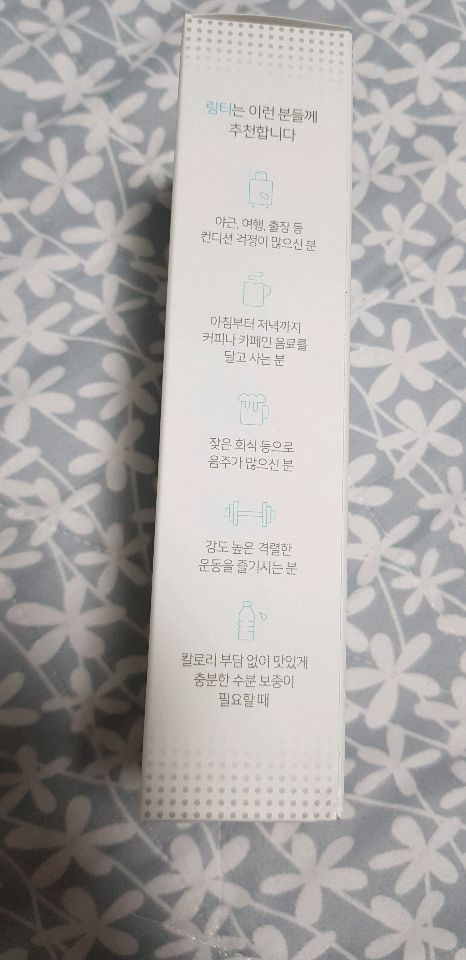 링티는 이런 분들께
추천합니다
야근, 여행, 출장 등
컨디션 걱정이 많으신 분
아침부터 저녁까지
커피나 카페인 음료를
달고 사는 분
잦은 회식 등으로
음주가 많으신 분
강도 높은 격렬한
운동을 즐기시는 분
칼로리 부담 없이 맛있게
충분한 수분 보충이
필요할 때